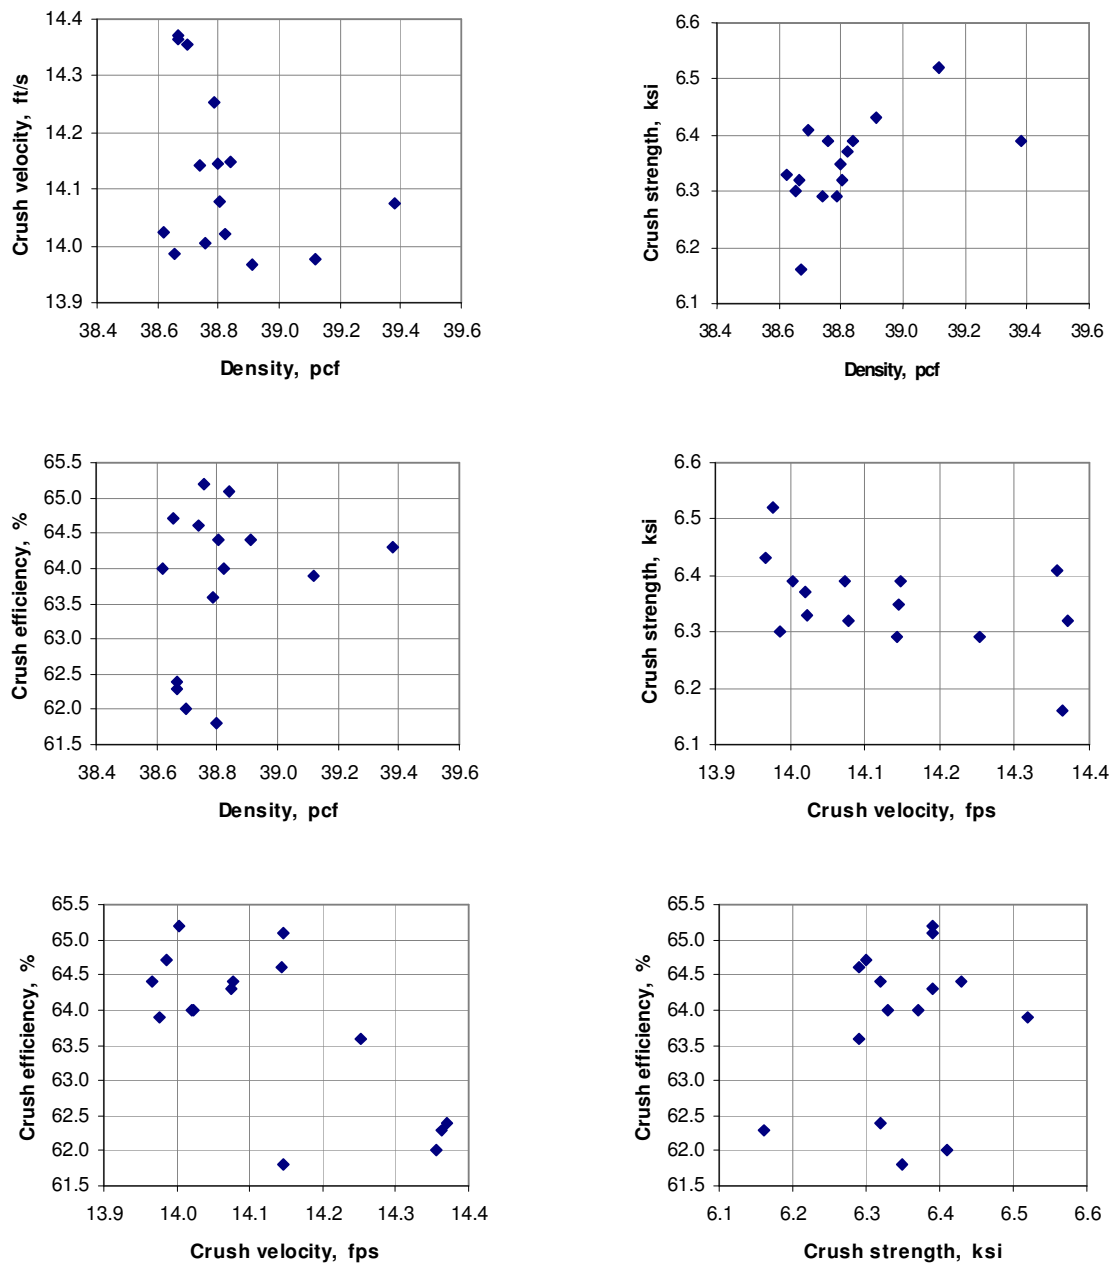 14.4
14.3
14.2
14.1
14.0
13.9
Crush velocity, ft/s
38.4 38.6 38.8 39.0 39.2 39.4 39.6
Density, pcf
6.6
6.5
6.4
6.3
6.2
6.1
Crush strength, ksi
38.4 38.6 38.8 39.0 39.2 39.4 39.6
Density, pcf
65.5
65.0
64.5
64.0
63.5
63.0
62.5
62.0
61.5
Crush efficiency, %
38.4 38.6 38.8 39.0 39.2 39.4 39.6
Density, pcf
6.6
6.5
6.4
6.3
6.2
6.1
Crush strength, ksi
13.9 14.0 14.1 14.2 14.3 14.4
Crush velocity, fps
65.5
65.0
64.5
64.0
63.5
63.0
62.5
62.0
61.5
Crush efficiency, %
13.9 14.0 14.1 14.2 14.3 14.4
Crush velocity, fps
65.5
65.0
64.5
64.0
63.5
63.0
62.5
62.0
61.5
Crush efficiency, %
6.1 6.2 6.3 6.4 6.5 6.6
Crush strength, ksi